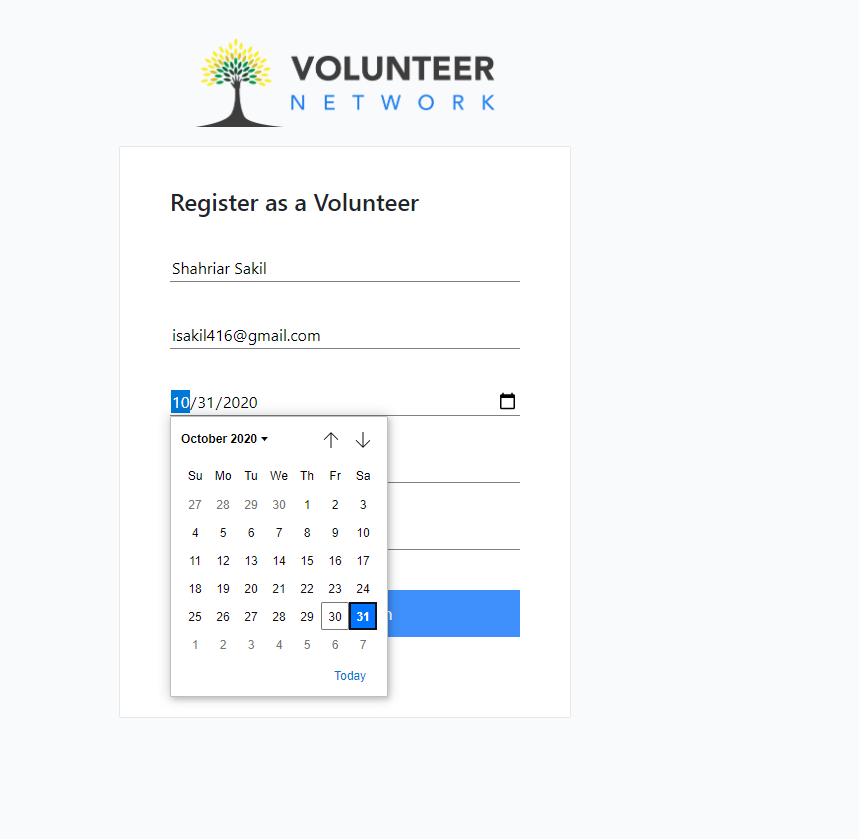 VOLUNTEER
NETWORK
Register as a Volunteer
Shahriar Sakil
isakil416@gmail.com
10/31/2020
October 2020
Su Mo Tu We Th Fr Sa
27 28 29 30 1 2 3
4 5 6 7 8 9 10
11 12 13 14 15 16 17
18 19 20 21 22 23 24
25 26 27 28 29 30 31
1 2 3 4 5 6 7
Today